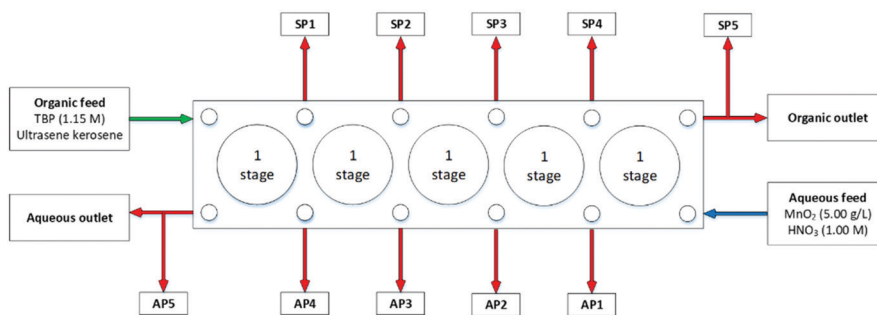 SP1
SP2
SP3
SP4
SP5
Organic feed
TBP (1.15 M)
Ultrasene kerosene
Organic outlet
1
stage
1
stage
1
stage
1
stage
1
stage
Aqueous outlet
Aqueous feed
MnO₂ (5.00 g/L)
HNO₃ (1.00 M)
AP5
AP4
AP3
AP2
AP1